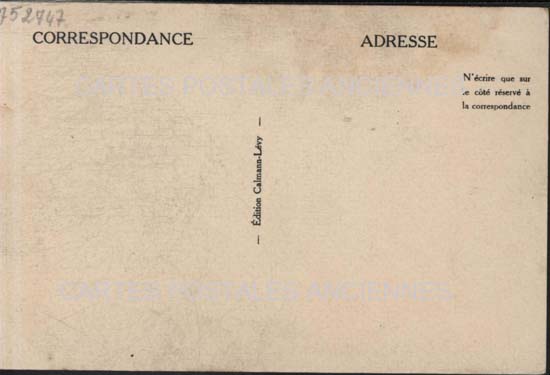 752747
CORRESPONDANCE
ADRESSE
N'écrire que sur
le côté réservé à
la correspondance
— Édition Calmann-Lévy —
CARTES POSTALES ANCIENNES
CARTES POSTALES ANCIENNES